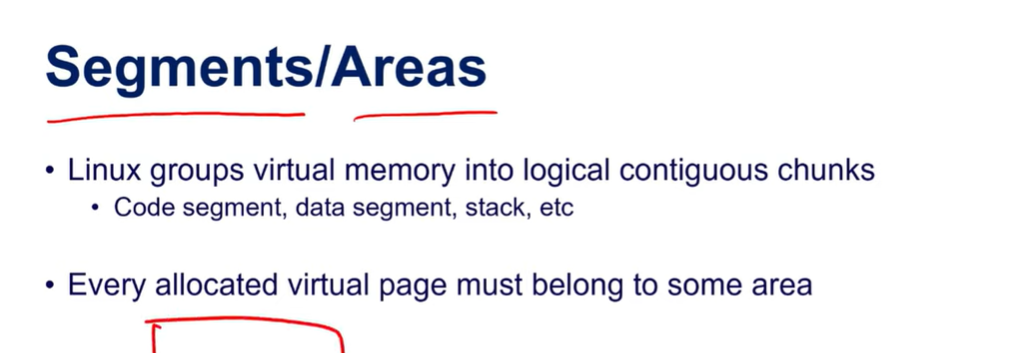 Segments/Areas
• Linux groups virtual memory into logical contiguous chunks
• Code segment, data segment, stack, etc
• Every allocated virtual page must belong to some area